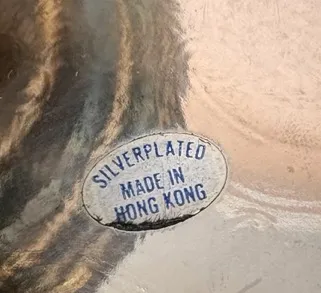 SILVERPLATED
MADE IN
HONG KONG